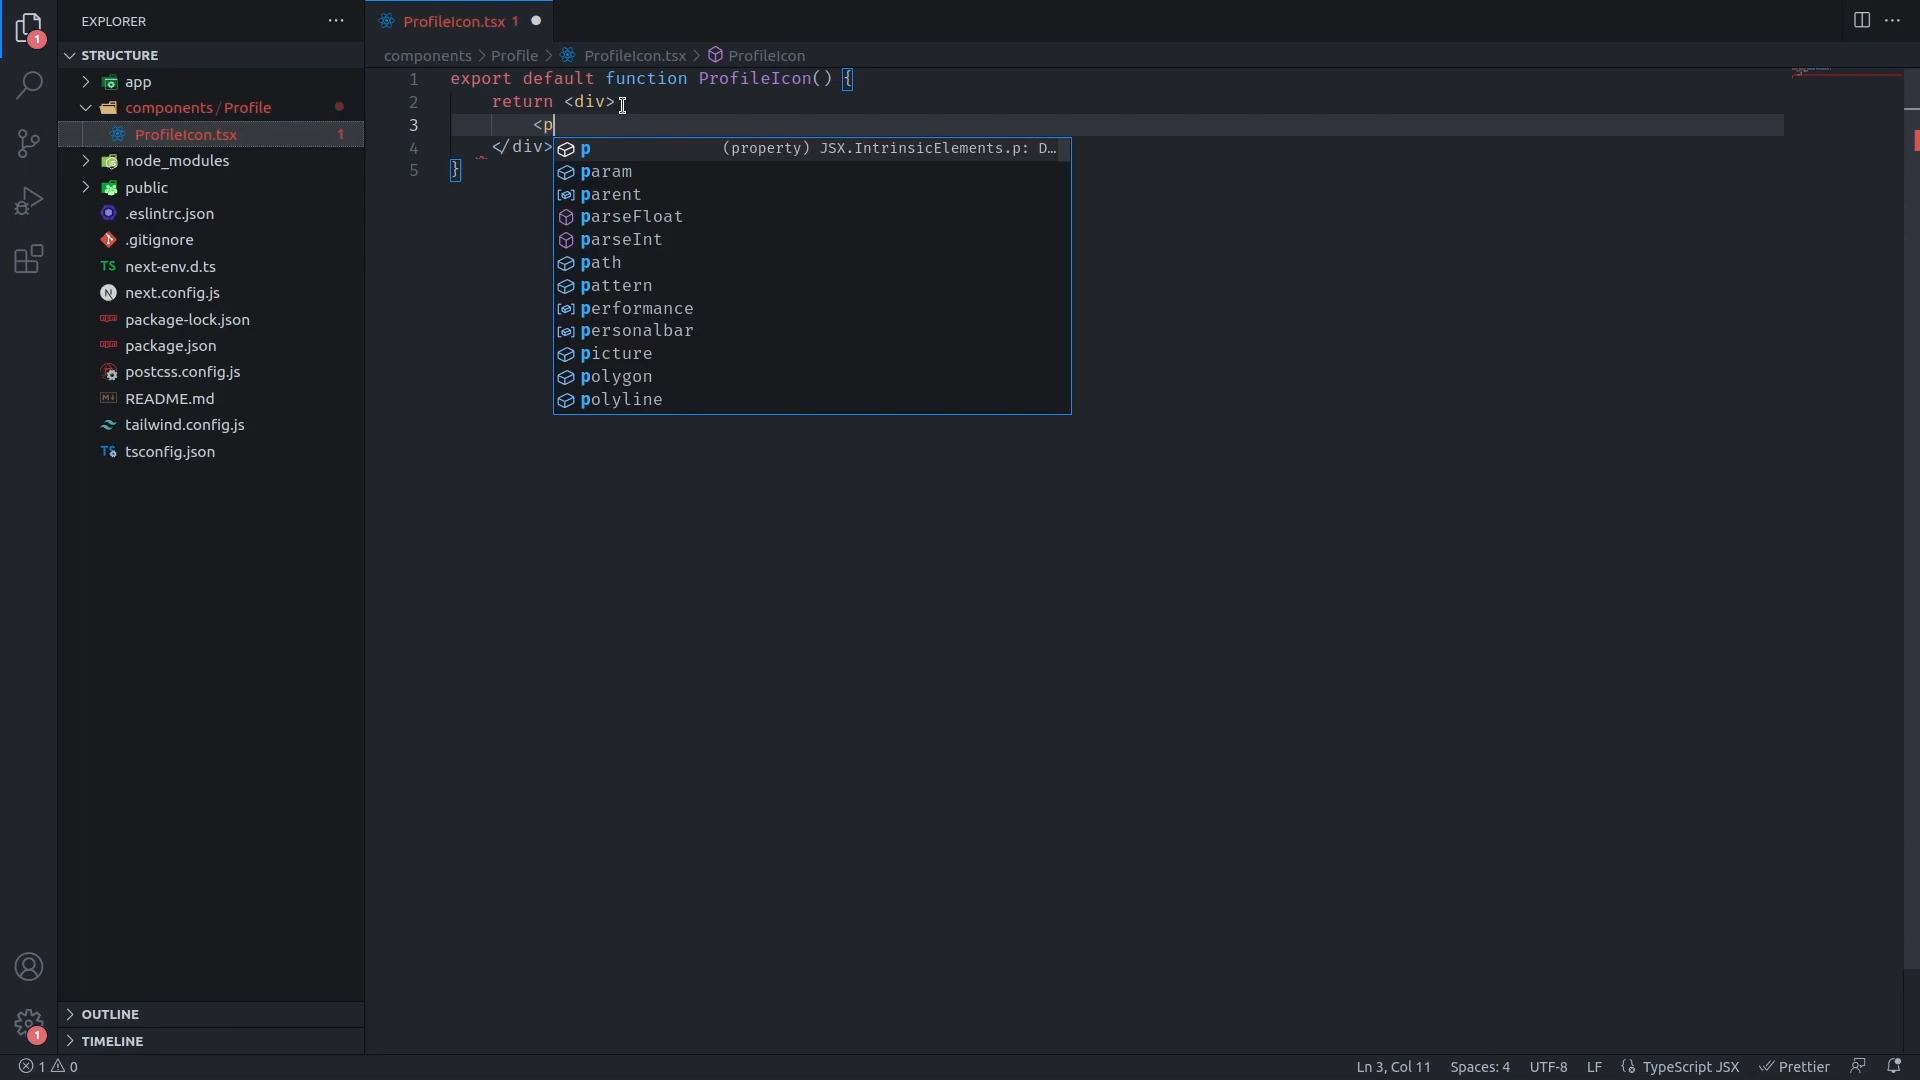 1
EXPLORER
STRUCTURE
app
components / Profile
ProfileIcon.tsx 1
node_modules
public
.eslintrc.json
.gitignore
TS next-env.d.ts
N next.config.js
package-lock.json
package.json
postcss.config.js
M↓ README.md
tailwind.config.js
TS tsconfig.json
OUTLINE
TIMELINE
1
ProfileIcon.tsx 1
components > Profile > ProfileIcon.tsx > ProfileIcon
1 export default function ProfileIcon() {
2 return <div>
3 <p
4 </div>
5 }
p (property) JSX.IntrinsicElements.p: D…
param
parent
parseFloat
parseInt
path
pattern
performance
personalbar
picture
polygon
polyline
1 0
Ln 3, Col 11 Spaces: 4 UTF-8 LF {} TypeScript JSX Prettier